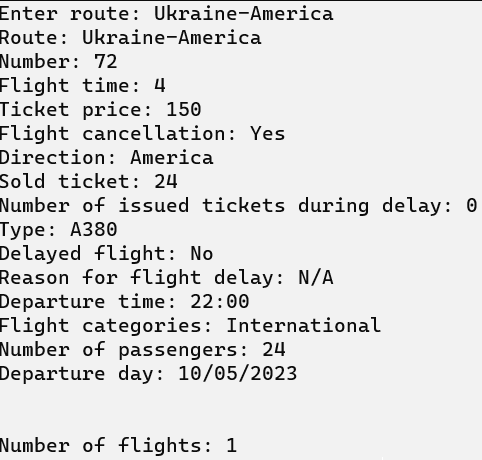 Enter route: Ukraine-America
Route: Ukraine-America
Number: 72
Flight time: 4
Ticket price: 150
Flight cancellation: Yes
Direction: America
Sold ticket: 24
Number of issued tickets during delay: 0
Type: A380
Delayed flight: No
Reason for flight delay: N/A
Departure time: 22:00
Flight categories: International
Number of passengers: 24
Departure day: 10/05/2023
Number of flights: 1